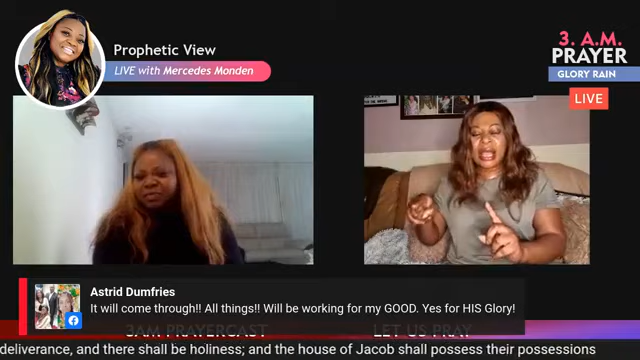 Prophetic View
LIVE with Mercedes Monden
3. A.M.
PRAYER
GLORY RAIN
LIVE
Astrid Dumfries
It will come through!! All things!! Will be working for my GOOD. Yes for HIS Glory!
3AM PRAYERCAST LET US PRAY
deliverance, and there shall be holiness; and the house of Jacob shall possess their possessions